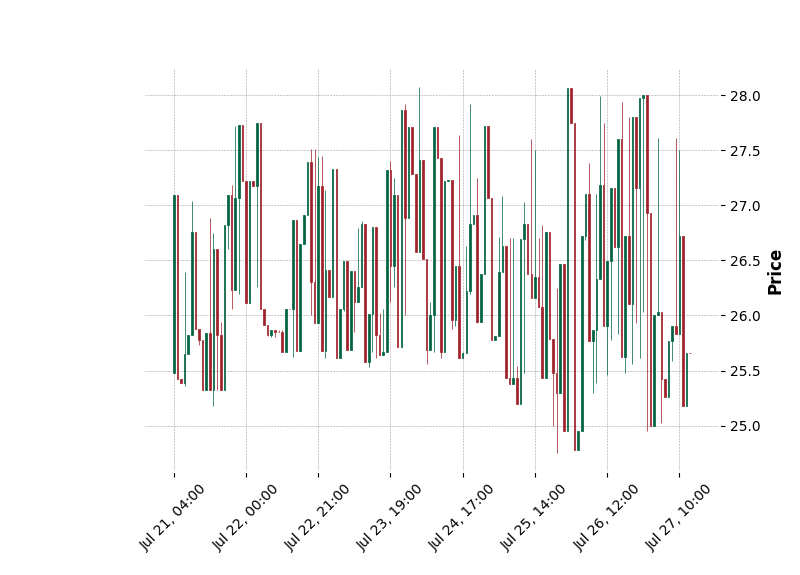 28.0
27.5
27.0
26.5
26.0
25.5
25.0
Price
Jul 21, 04:00
Jul 22, 00:00
Jul 22, 21:00
Jul 23, 19:00
Jul 24, 17:00
Jul 25, 14:00
Jul 26, 12:00
Jul 27, 10:00